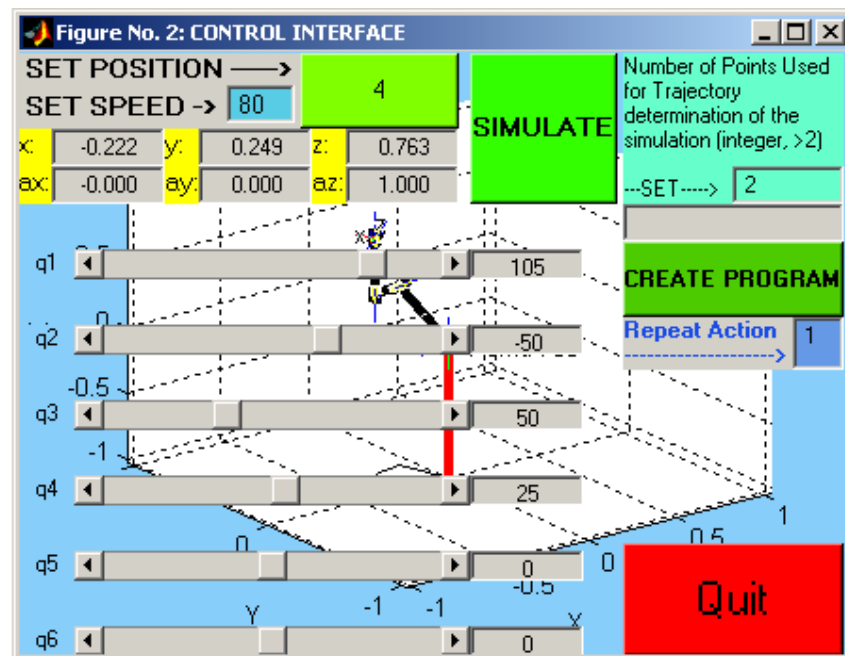 Figure No. 2: CONTROL INTERFACE
SET POSITION —>
SET SPEED -> 80
4
SIMULATE
Number of Points Used
for Trajectory
determination of the
simulation (integer, >2)
---SET-----> 2
x: -0.222 y: 0.249 z: 0.763
ax: -0.000 ay: 0.000 az: 1.000
CREATE PROGRAM
Repeat Action 1
---------------------->
q1 105
q2 -50
q3 50
q4 25
q5 0
q6 0
0
-0.5
-1
0
-1
-1
-0.5
0
0.5
1
Y
X
Quit